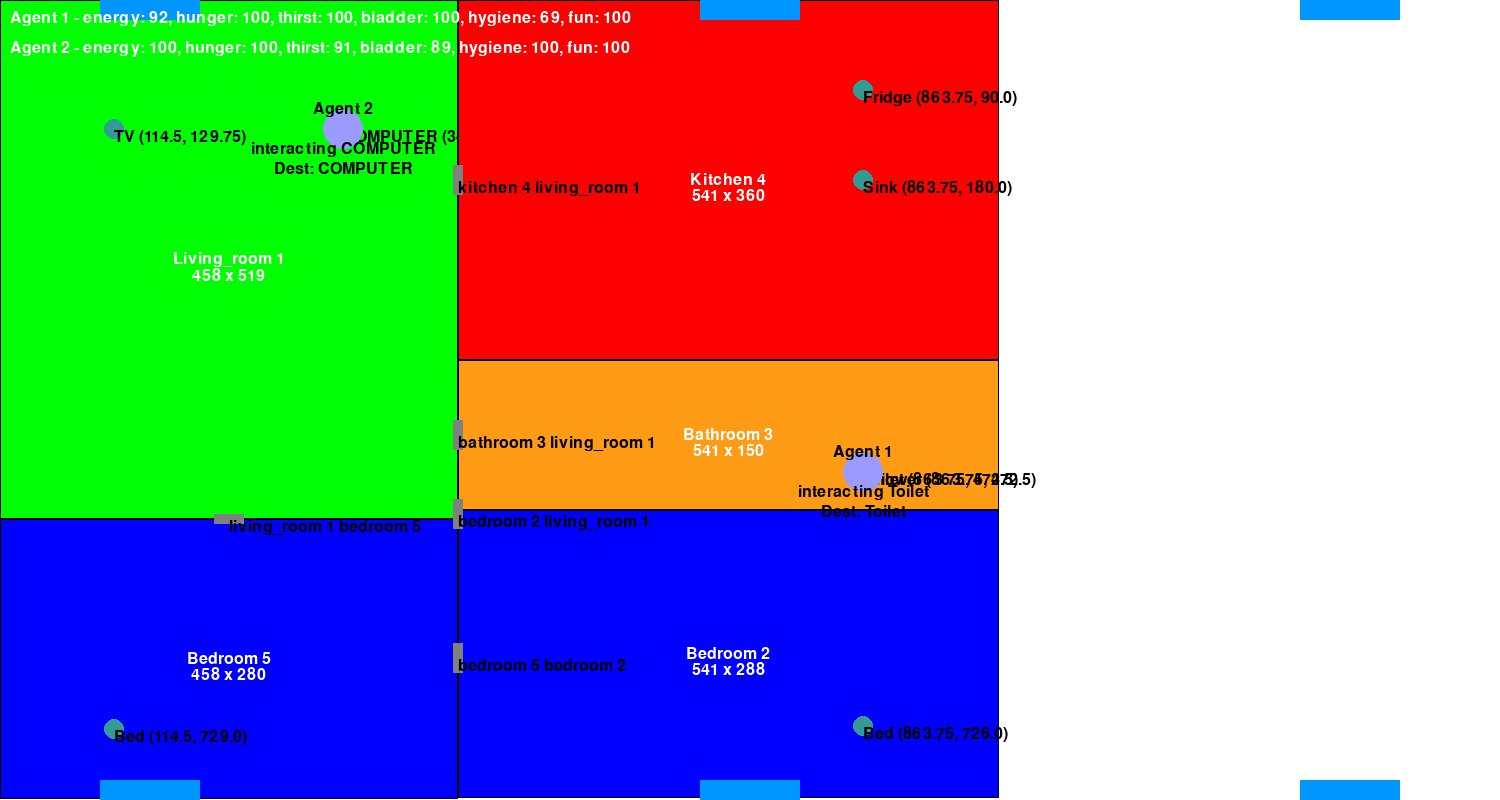 Agent 1 - energy: 92, hunger: 100, thirst: 100, bladder: 100, hygiene: 69, fun: 100
Agent 2 - energy: 100, hunger: 100, thirst: 91, bladder: 89, hygiene: 100, fun: 100
Fridge (863.75, 90.0)
Agent 2
TV (114.5, 129.75)
OMPUTER (3
interacting COMPUTER
Dest: COMPUTER
Kitchen 4
541 x 360
kitchen 4 living_room 1
Sink (863.75, 180.0)
Living_room 1
458 x 519
Bathroom 3
541 x 150
bathroom 3 living_room 1
Agent 1
interacting Toilet
Dest: Toilet
bedroom 2 living_room 1
living_room 1 bedroom 5
Bedroom 5
458 x 280
Bedroom 2
541 x 288
bedroom 5 bedroom 2
Bed (114.5, 729.0)
Bed (863.75, 726.0)